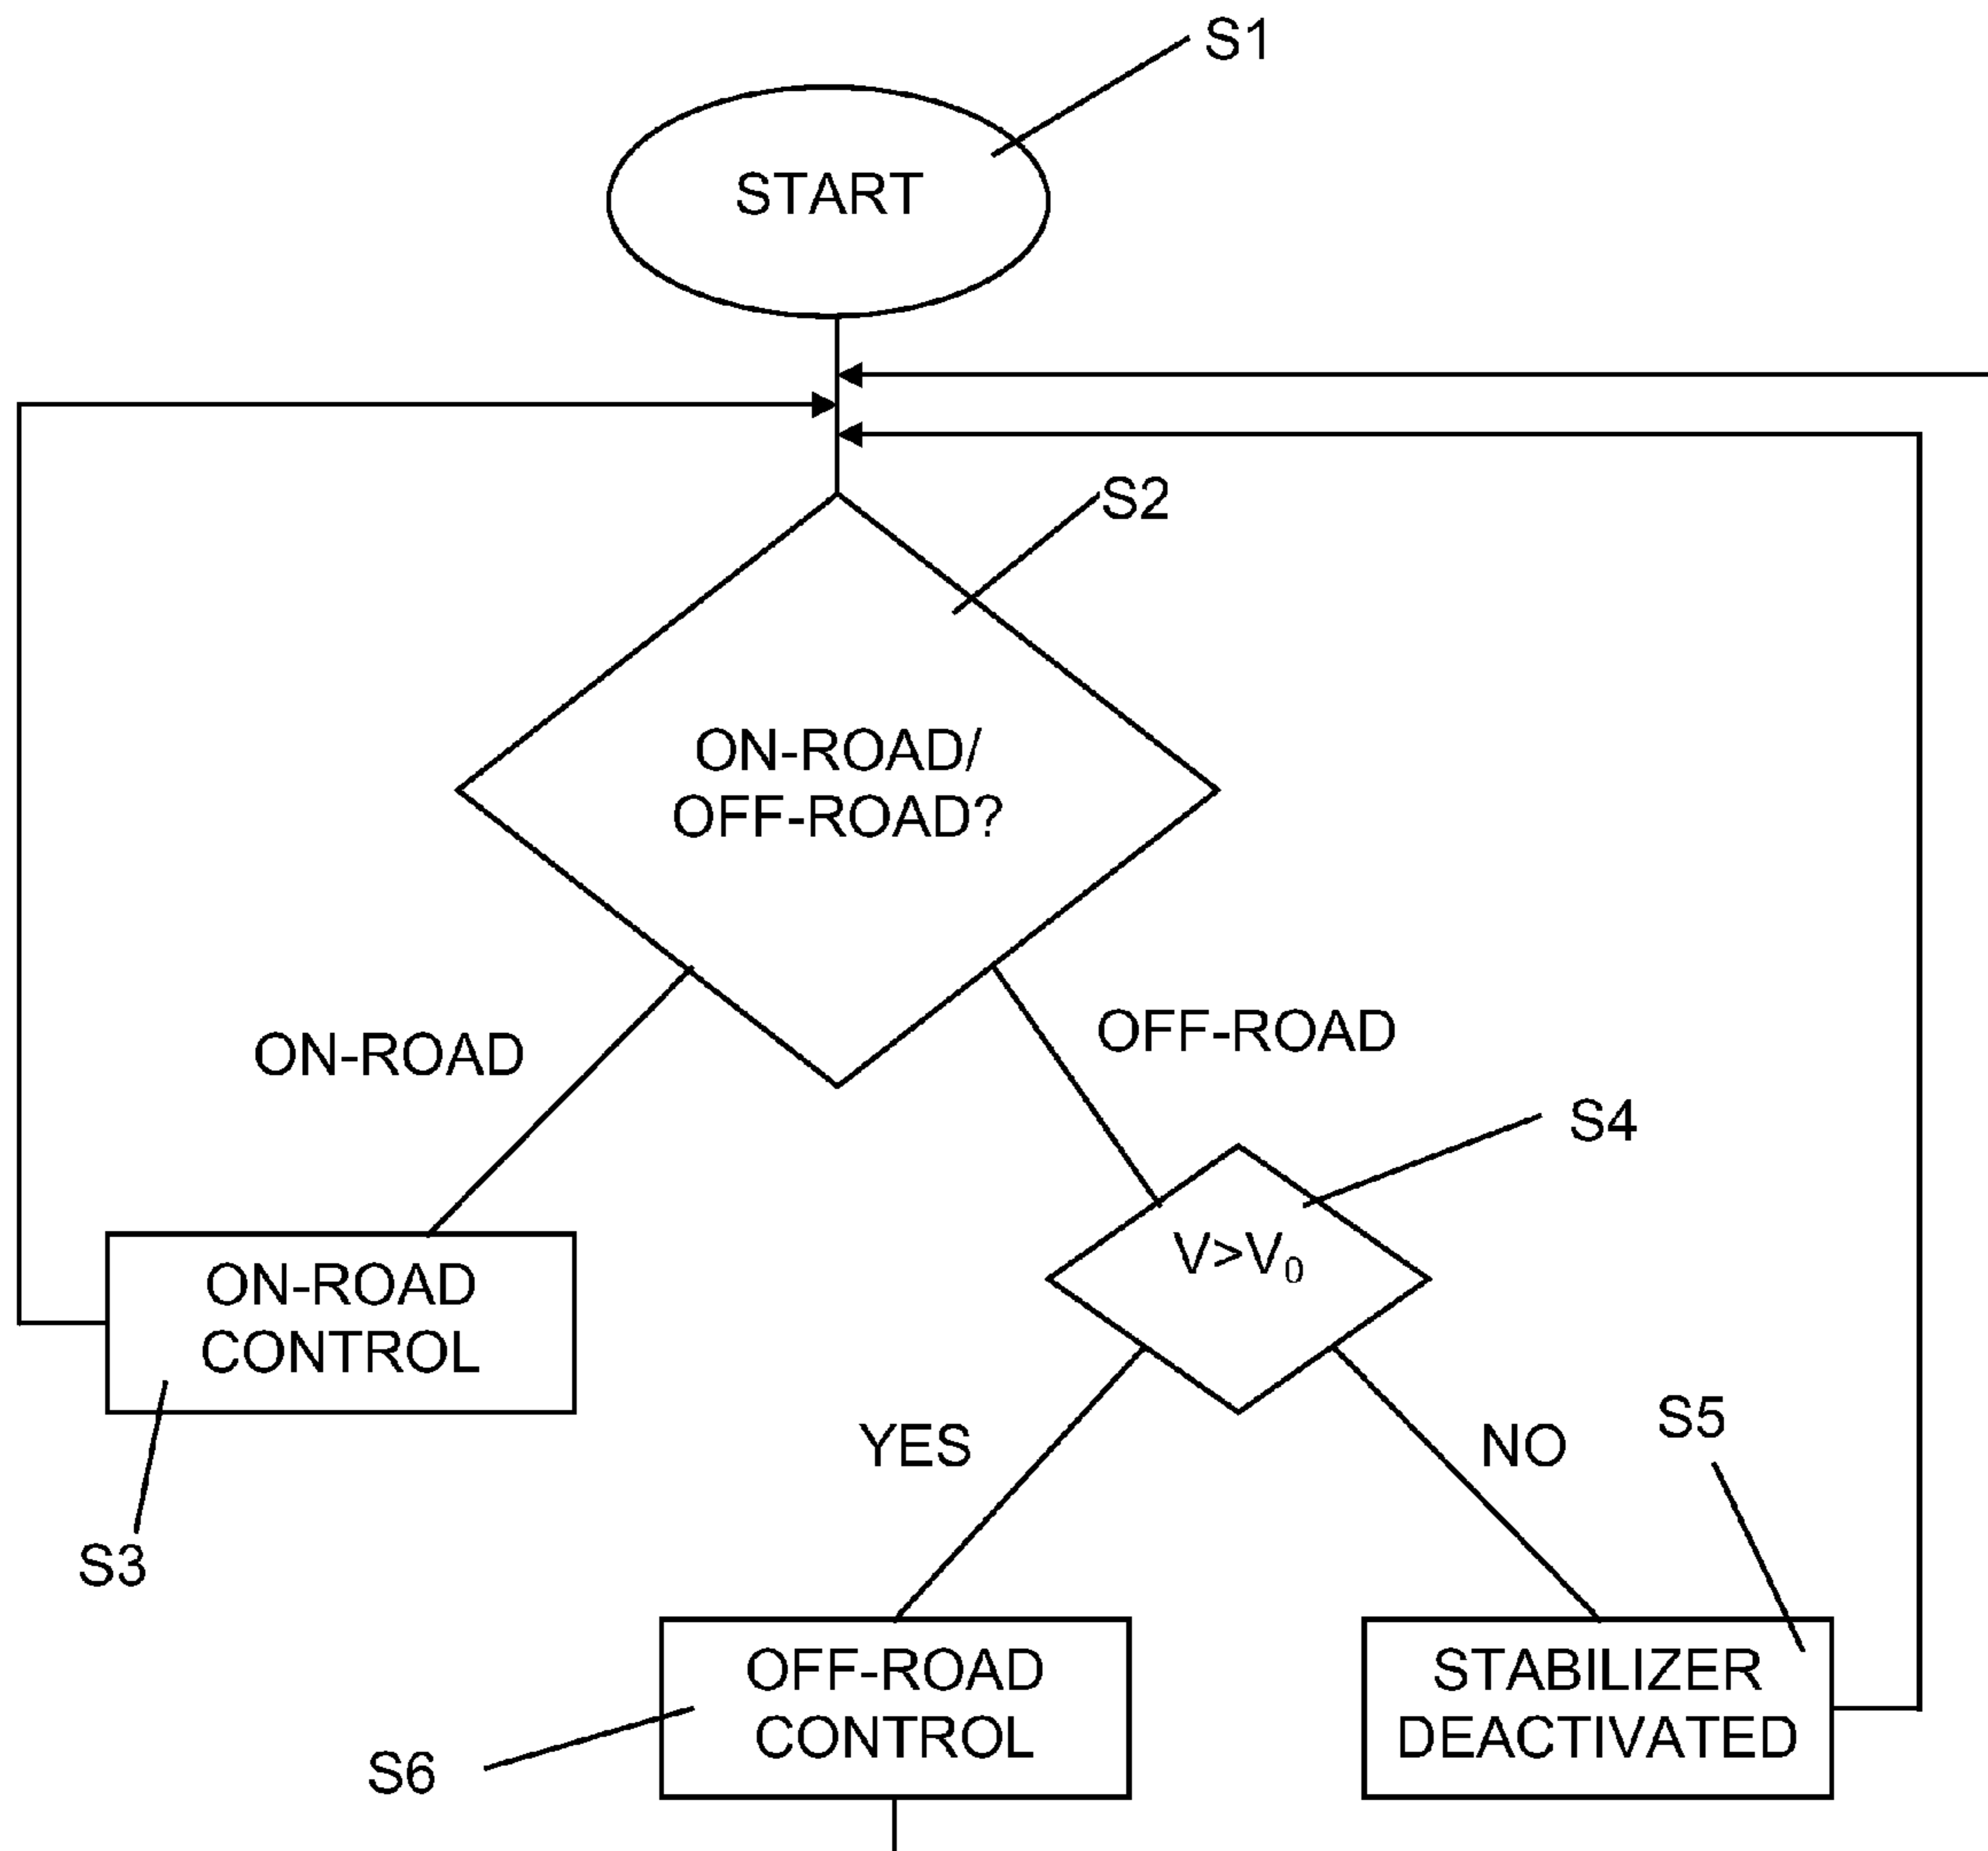 S1
START
S2
ON-ROAD/
OFF-ROAD?
ON-ROAD
OFF-ROAD
S4
V>V₀
ON-ROAD
CONTROL
S3
YES
NO
S5
OFF-ROAD
CONTROL
S6
STABILIZER
DEACTIVATED